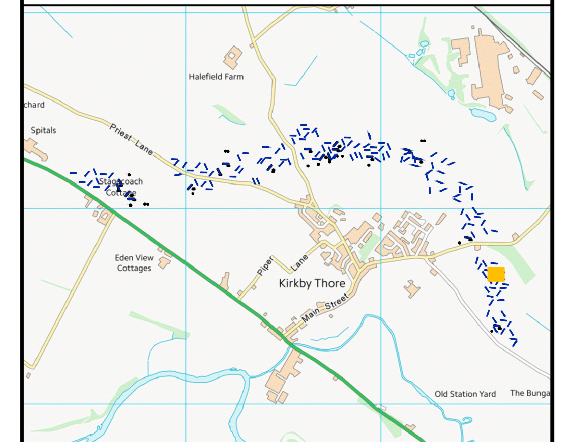 Halefield Farm
chard
Spitals
Priest Lane
Stagecoach
Cottage
Eden View
Cottages
Piper Lane
Kirkby Thore
Main Street
Old Station Yard
The Bunga